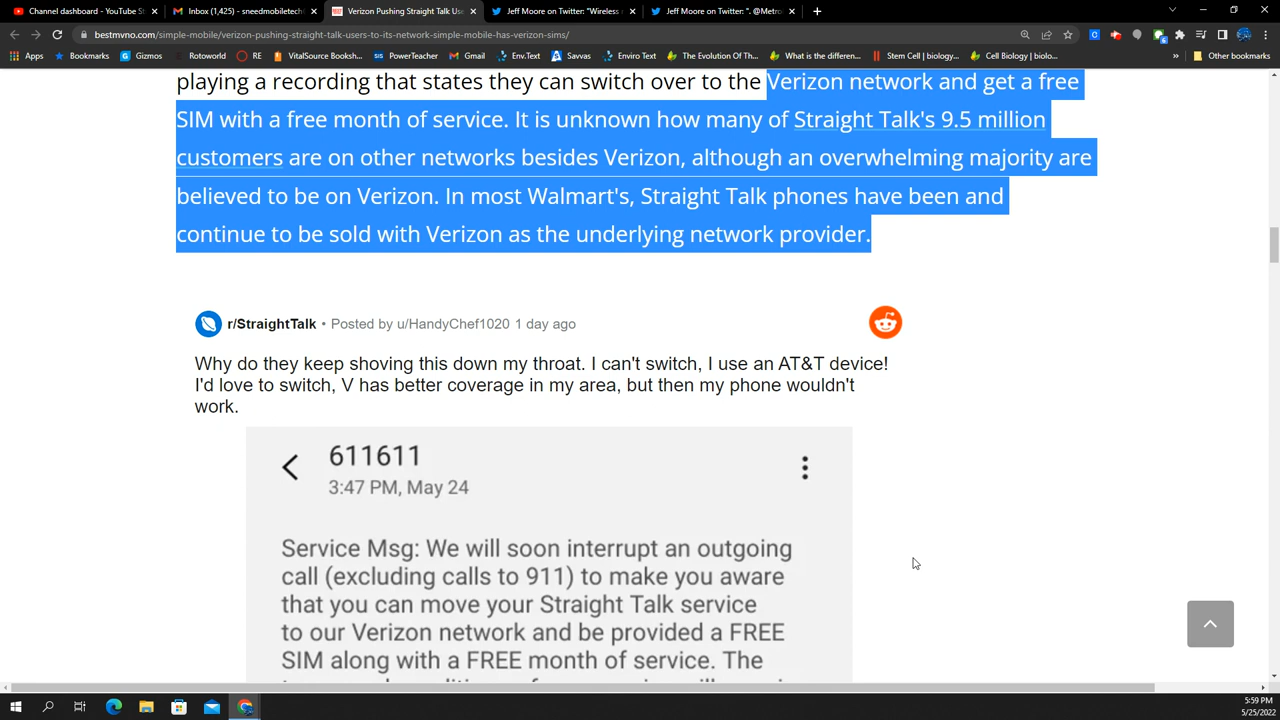 Channel dashboard - YouTube St
Inbox (1,425) - sneedmobiletech
Verizon Pushing Straight Talk Use
Jeff Moore on Twitter: "Wireless
Jeff Moore on Twitter: ". @Metro
bestmvno.com/simple-mobile/verizon-pushing-straight-talk-users-to-its-network-simple-mobile-has-verizon-sims/
Apps Bookmarks Gizmos Rotoworld RE VitalSource Booksh... PowerTeacher Gmail Env.Text Savvas Enviro Text The Evolution Of Th... What is the differen... Stem Cell | biology... Cell Biology | biolo... » Other bookmarks
playing a recording that states they can switch over to the Verizon network and get a free
SIM with a free month of service. It is unknown how many of Straight Talk's 9.5 million
customers are on other networks besides Verizon, although an overwhelming majority are
believed to be on Verizon. In most Walmart's, Straight Talk phones have been and
continue to be sold with Verizon as the underlying network provider.
r/StraightTalk • Posted by u/HandyChef1020 1 day ago
Why do they keep shoving this down my throat. I can't switch, I use an AT&T device!
I'd love to switch, V has better coverage in my area, but then my phone wouldn't
work.
611611
3:47 PM, May 24
Service Msg: We will soon interrupt an outgoing
call (excluding calls to 911) to make you aware
that you can move your Straight Talk service
to our Verizon network and be provided a FREE
SIM along with a FREE month of service. The
5:59 PM
5/25/2022